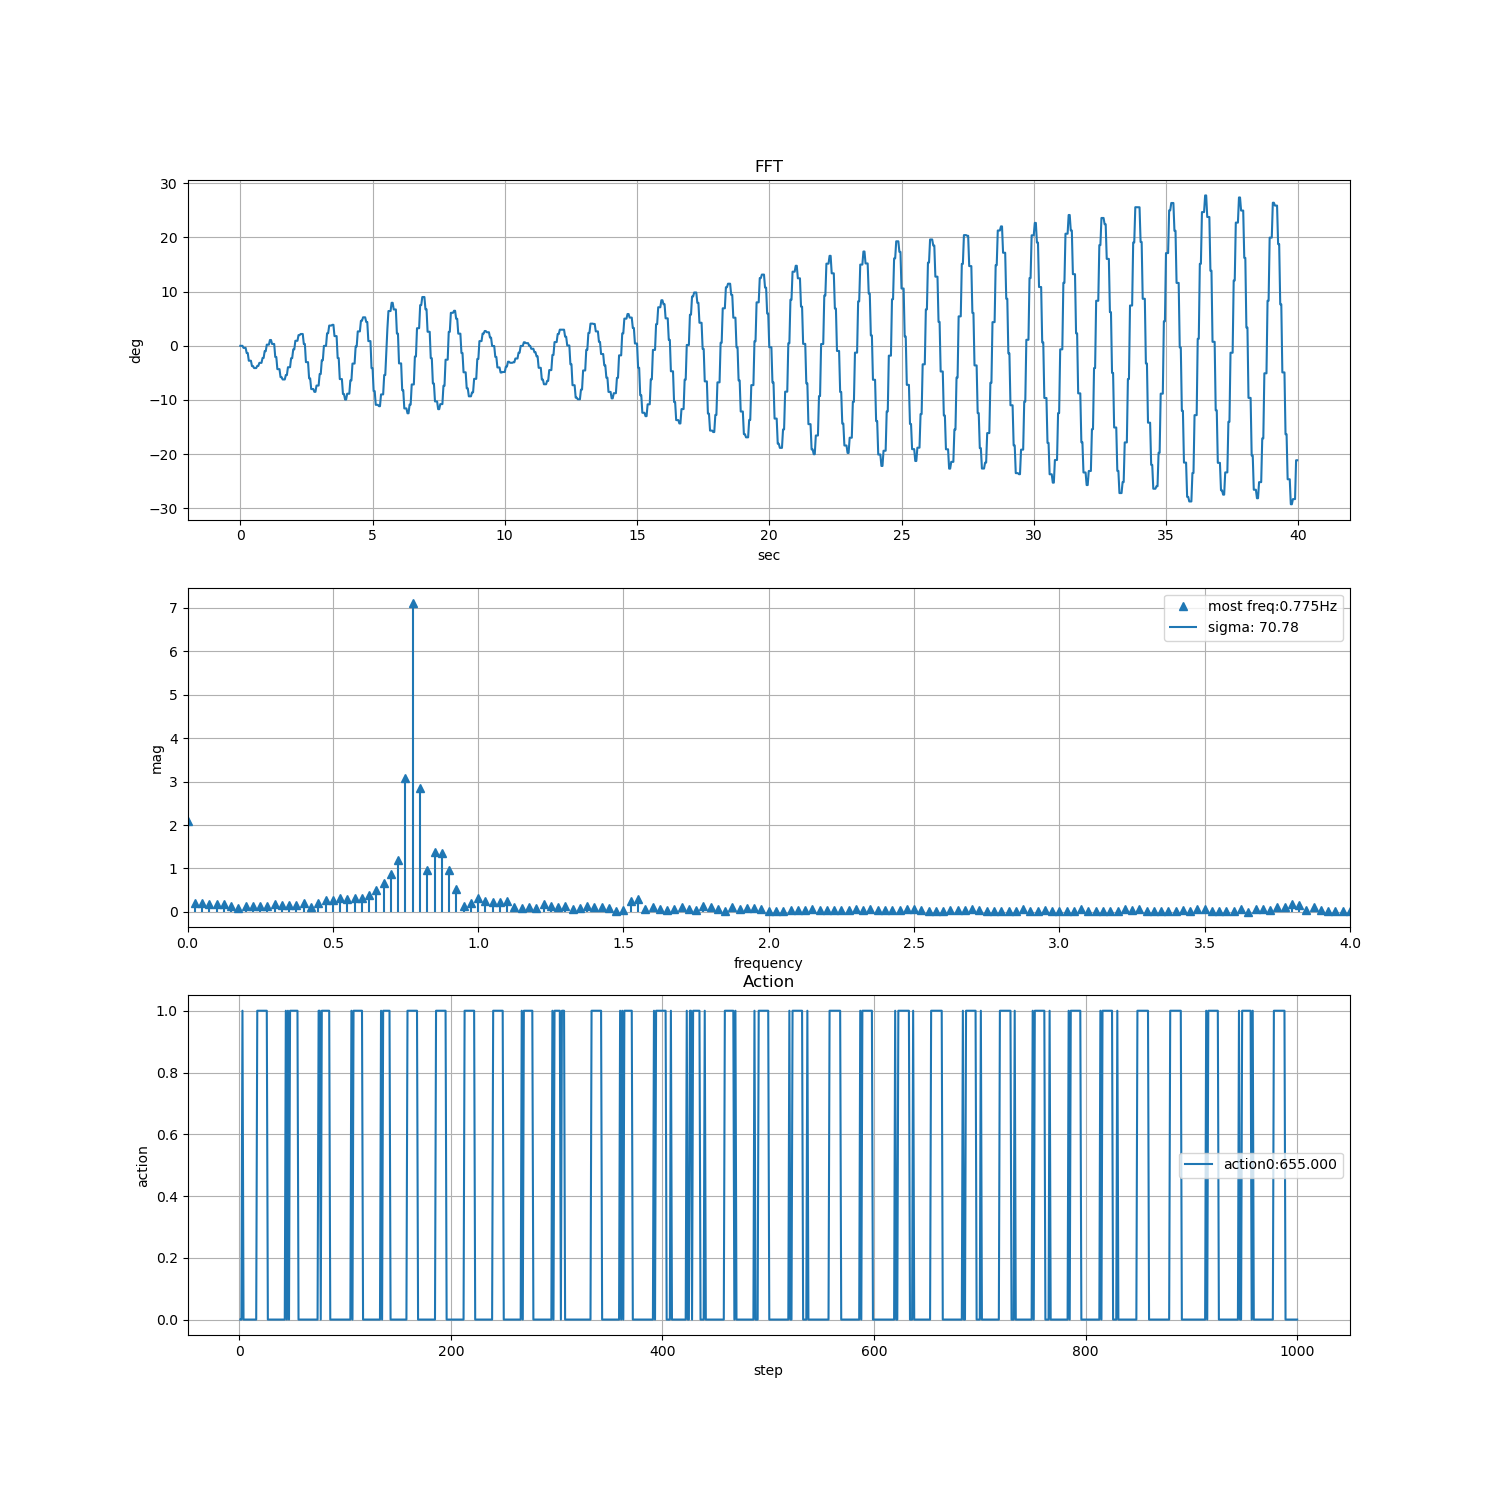 FFT
30
20
10
0
−10
−20
−30
deg
0 5 10 15 20 25 30 35 40
sec
7
6
5
4
3
2
1
0
mag
most freq:0.775Hz
sigma: 70.78
0.0 0.5 1.0 1.5 2.0 2.5 3.0 3.5 4.0
frequency
Action
1.0
0.8
0.6
0.4
0.2
0.0
action
action0:655.000
0 200 400 600 800 1000
step